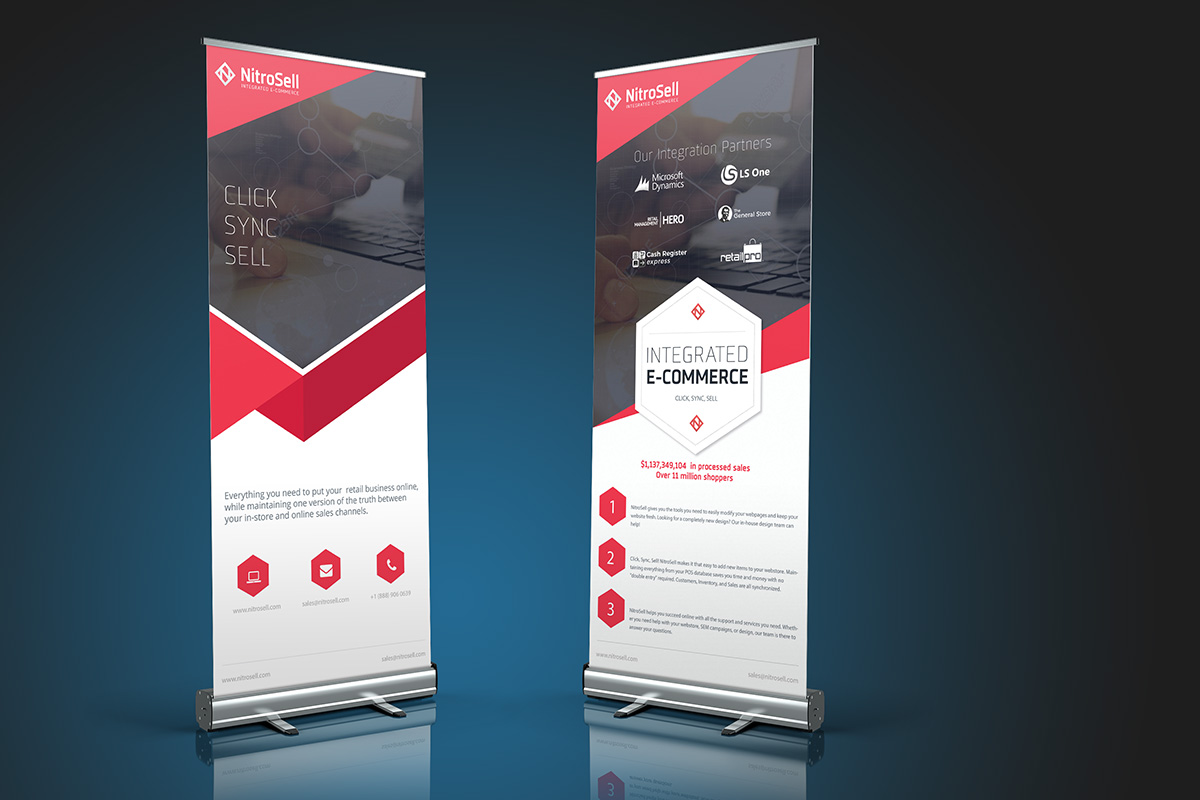 NitroSell
INTEGRATED E-COMMERCE
CLICK
SYNC
SELL
Everything you need to put your retail business online,
while maintaining one version of the truth between
your in-store and online sales channels.
www.nitrosell.com
sales@nitrosell.com
+1 (888) 906 0639
www.nitrosell.com
sales@nitrosell.com
NitroSell
INTEGRATED E-COMMERCE
Our Integration Partners
Microsoft
Dynamics
LS One
RETAIL
MANAGEMENT HERO
The
General Store
Cash Register
express
retail pro
INTEGRATED
E-COMMERCE
CLICK, SYNC, SELL
$1,137,349,104 in processed sales
Over 11 million shoppers
1
NitroSell gives you the tools you need to easily modify your webpages and keep your
website fresh. Looking for a completely new design? Our in-house design team can
help!
2
Click, Sync, Sell! NitroSell makes it that easy to add new items to your webstore. Main-
taining everything from your POS database saves you time and money with no
"double entry" required. Customers, Inventory, and Sales are all synchronized.
3
NitroSell helps you succeed online with all the support and services you need. Wheth-
er you need help with your webstore, SEM campaigns, or design, our team is there to
answer your questions.
www.nitrosell.com
sales@nitrosell.com